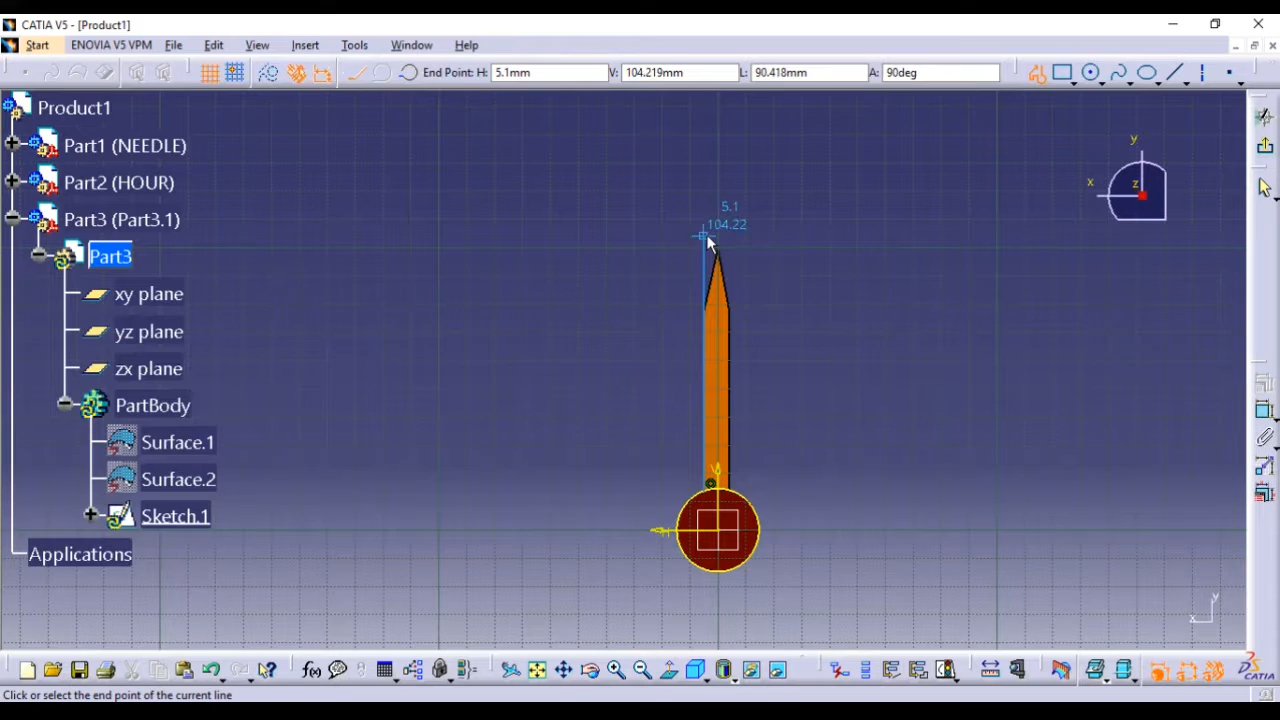 CATIA V5 - [Product1]
Start ENOVIA V5 VPM File Edit View Insert Tools Window Help
End Point: H: 5.1mm V: 104.219mm L: 90.418mm A: 90deg
Product1
Part1 (NEEDLE)
Part2 (HOUR)
Part3 (Part3.1)
Part3
xy plane
yz plane
zx plane
PartBody
Surface.1
Surface.2
Sketch.1
Applications
y
x
z
5.1
104.22
V
H
y
x
f(x)
CATIA
Click or select the end point of the current line